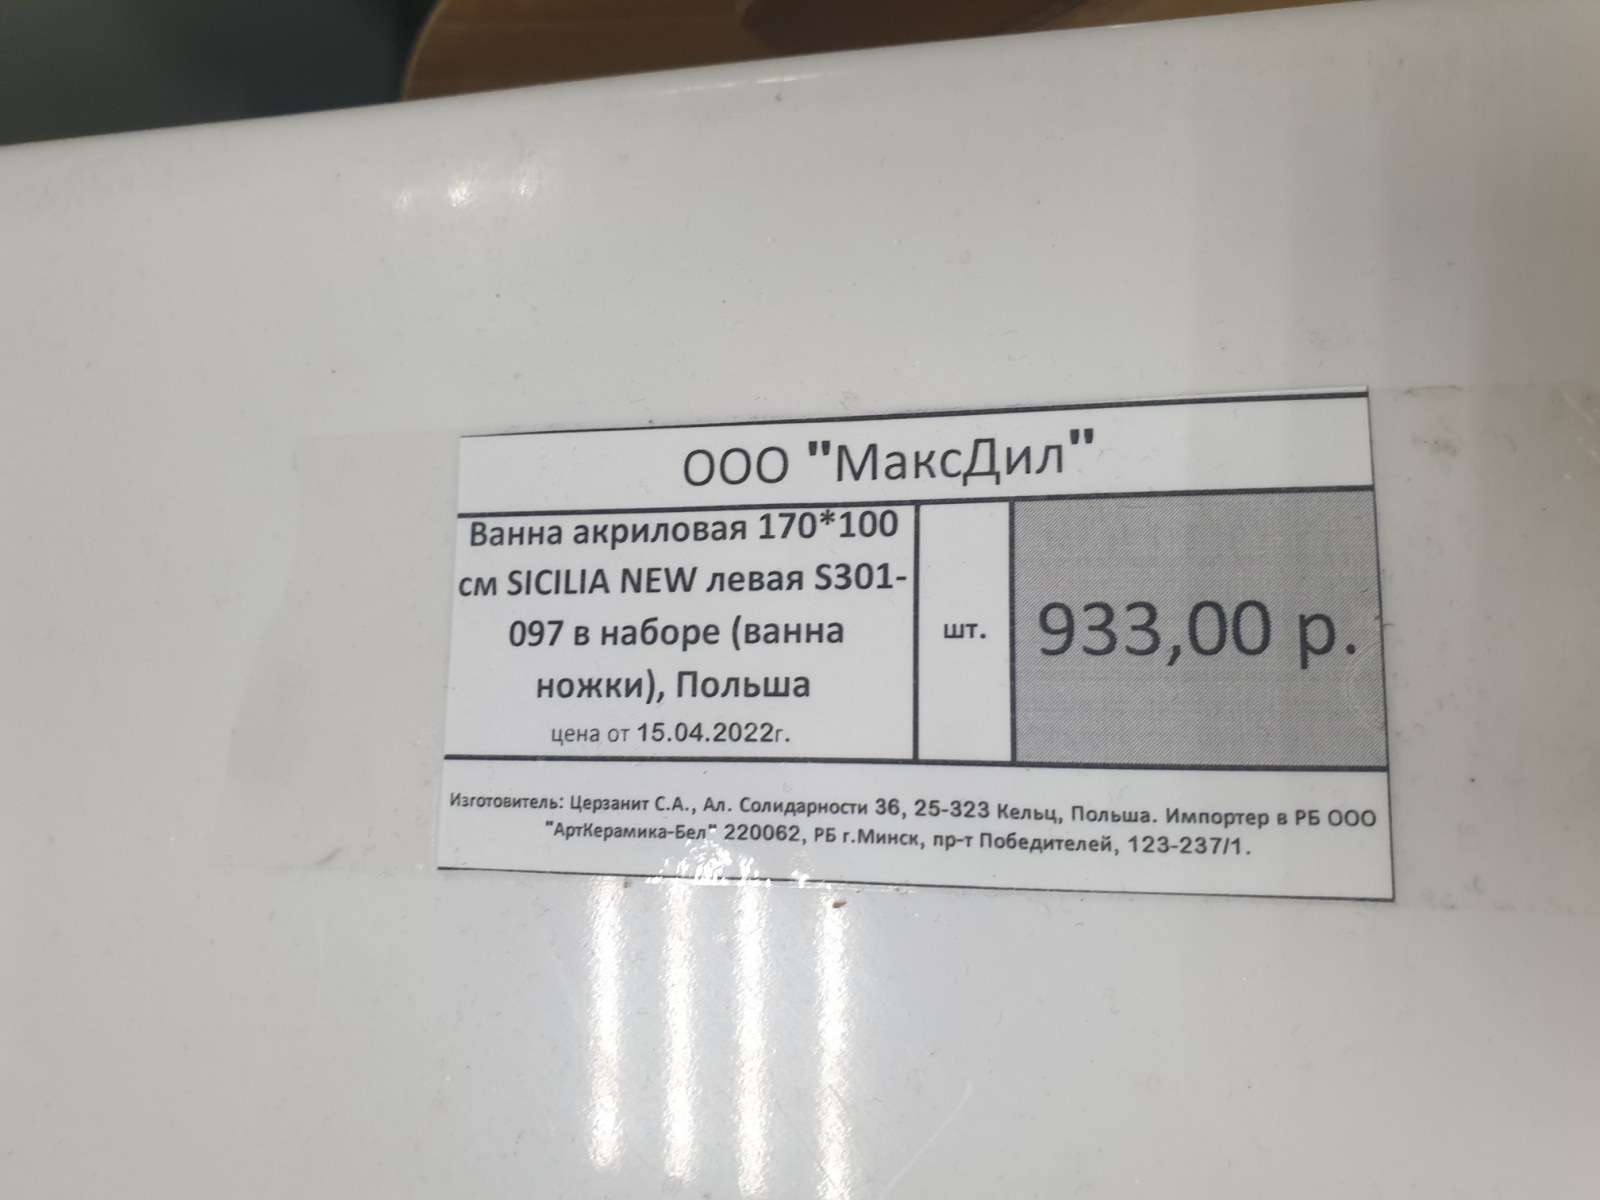 ООО "МаксДил"
Ванна акриловая 170*100
см SICILIA NEW левая S301-
097 в наборе (ванна
ножки), Польша
цена от 15.04.2022г.
шт.
933,00 р.
Изготовитель: Церзанит С.А., Ал. Солидарности 36, 25-323 Кельц, Польша. Импортер в РБ ООО
"АртКерамика-Бел" 220062, РБ г.Минск, пр-т Победителей, 123-237/1.